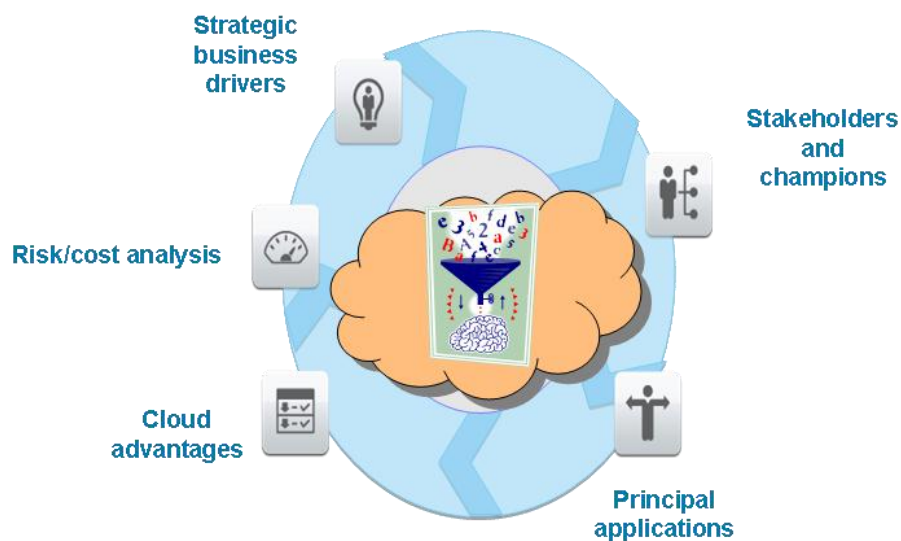 Strategic
business
drivers
Stakeholders
and
champions
Risk/cost analysis
Cloud
advantages
Principal
applications